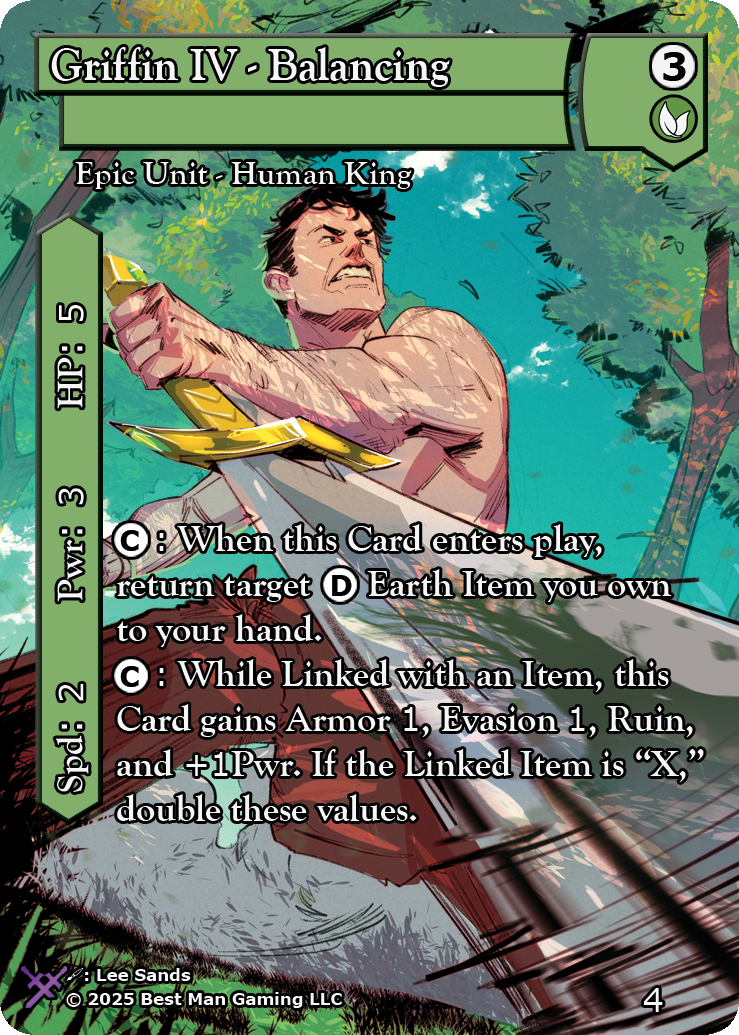 Griffin IV - Balancing
3
Epic Unit - Human King
HP: 5
Pwr: 3
Spd: 2
C : When this Card enters play,
return target D Earth Item you own
to your hand.
C : While Linked with an Item, this
Card gains Armor 1, Evasion 1, Ruin,
and +1Pwr. If the Linked Item is “X,”
double these values.
: Lee Sands
© 2025 Best Man Gaming LLC
4